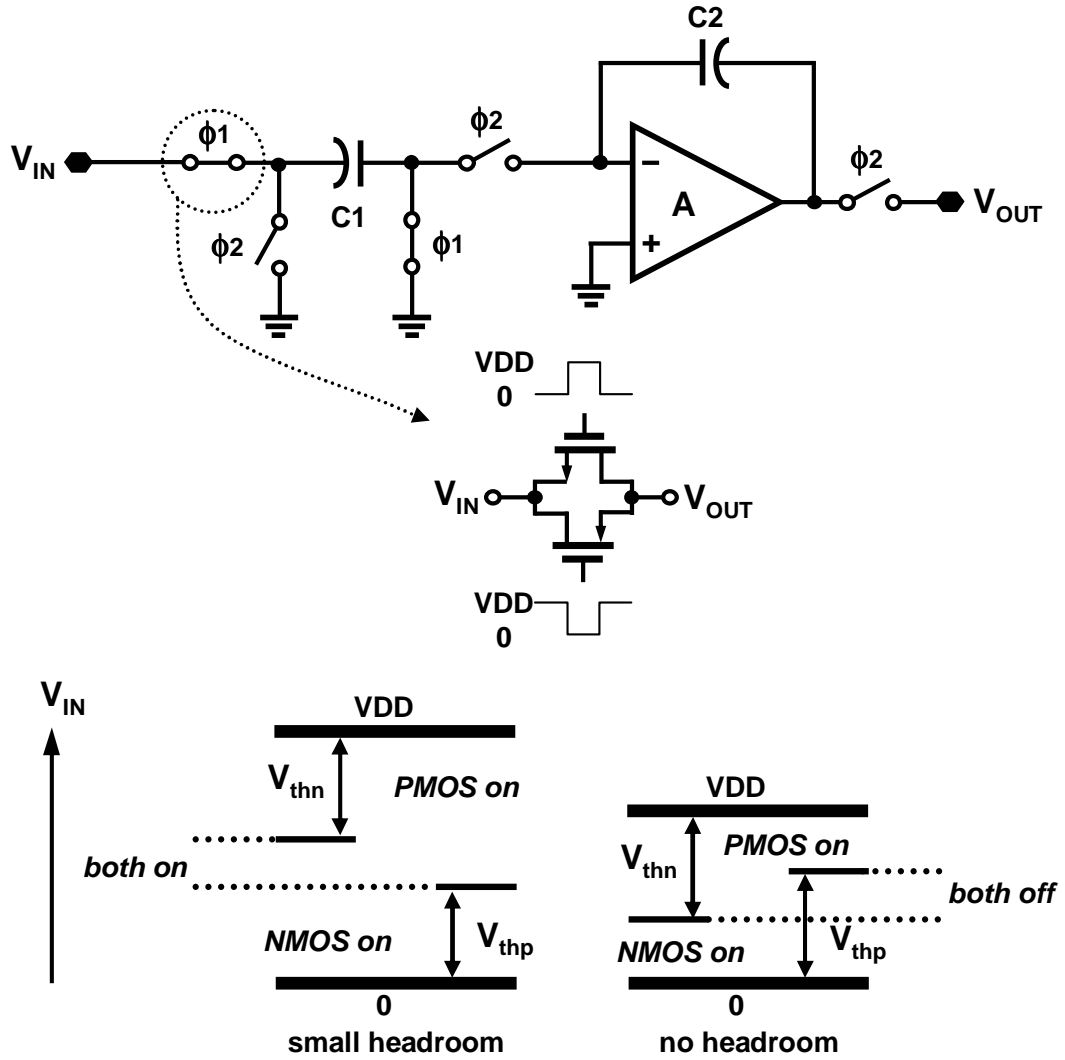 C2
ϕ1
ϕ2
ϕ2
V_IN
C1
A
V_OUT
ϕ2
ϕ1
−
+
VDD
0
V_IN
V_OUT
VDD
0
V_IN
VDD
V_thn
PMOS on
both on
NMOS on
V_thp
0
small headroom
VDD
V_thn
PMOS on
both off
NMOS on
V_thp
0
no headroom